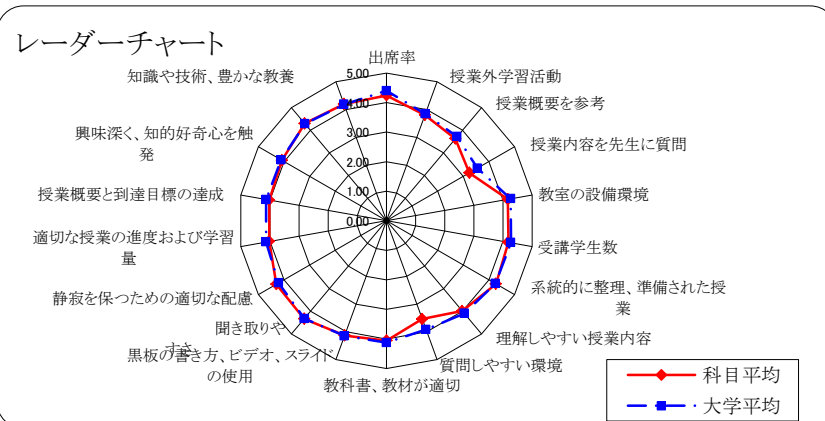 レーダーチャート
出席率
授業外学習活動
授業概要を参考
授業内容を先生に質問
教室の設備環境
受講学生数
系統的に整理、準備された授
業
理解しやすい授業内容
質問しやすい環境
教科書、教材が適切
黒板の書き方、ビデオ、スライド
の使用
聞き取りや
すさ
静寂を保つための適切な配慮
適切な授業の進度および学習
量
授業概要と到達目標の達成
興味深く、知的好奇心を触
発
知識や技術、豊かな教養
5.00
4.00
3.00
2.00
1.00
0.00
科目平均
大学平均